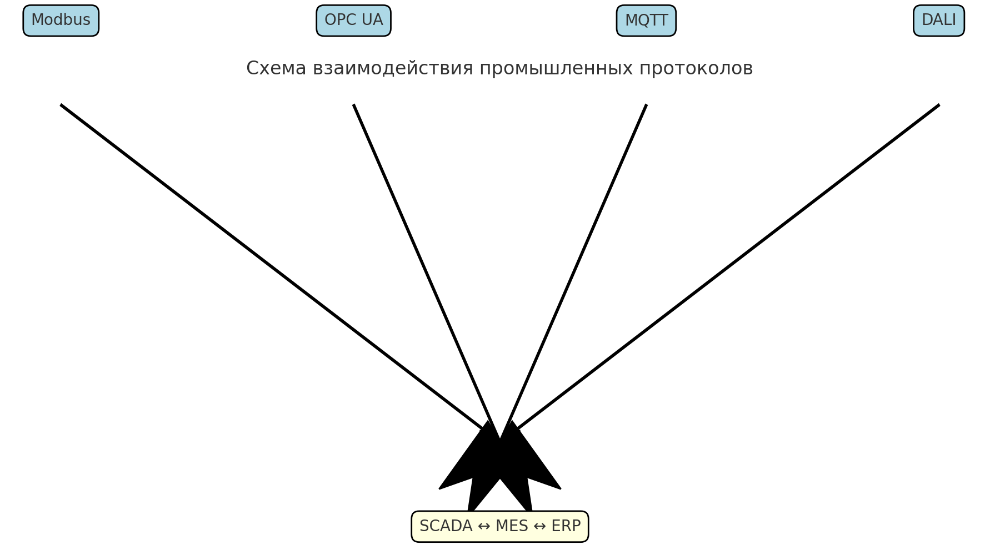 Modbus
OPC UA
MQTT
DALI
Схема взаимодействия промышленных протоколов
SCADA ↔ MES ↔ ERP